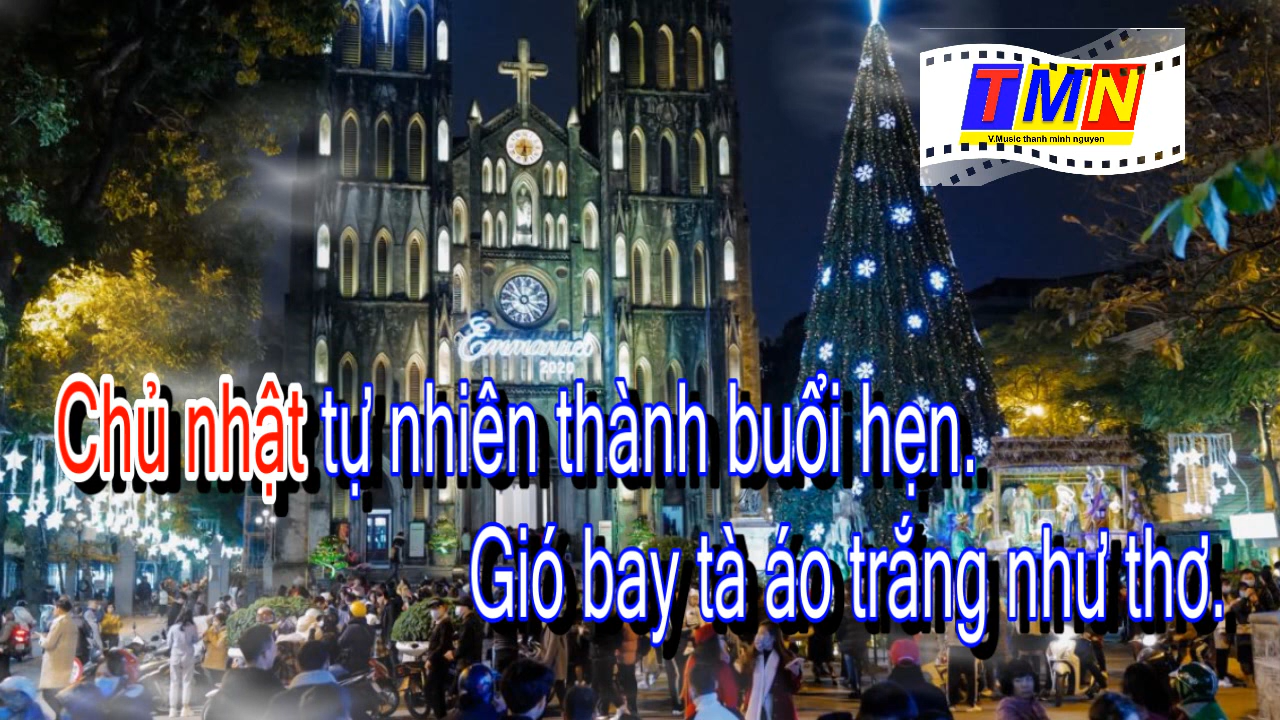 TMN
V.Music thanh minh nguyen
Emmanuel
2020
Chủ nhật tự nhiên thành buổi hẹn.
Gió bay tà áo trắng như thơ.